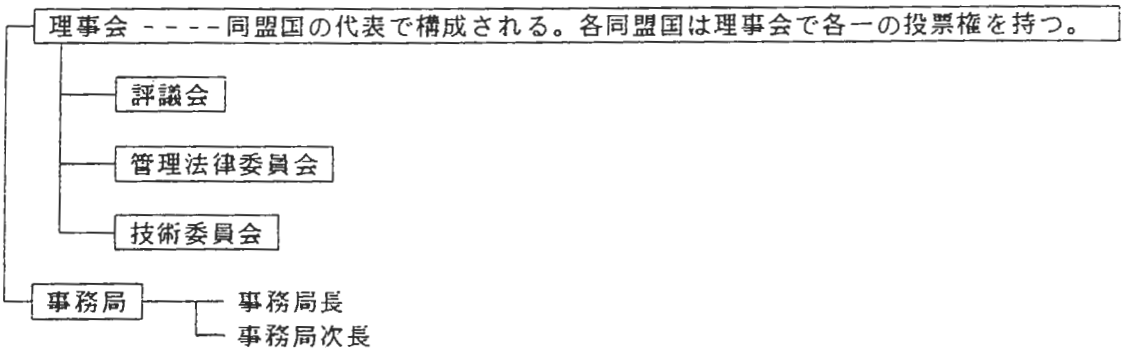 理事会 ----同盟国の代表で構成される。各同盟国は理事会で各一の投票権を持つ。
評議会
管理法律委員会
技術委員会
事務局
事務局長
事務局次長